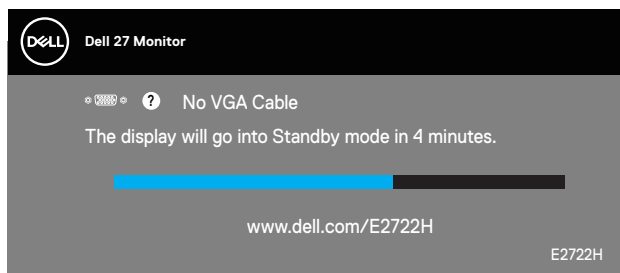 DELL
Dell 27 Monitor
? No VGA Cable
The display will go into Standby mode in 4 minutes.
www.dell.com/E2722H
E2722H